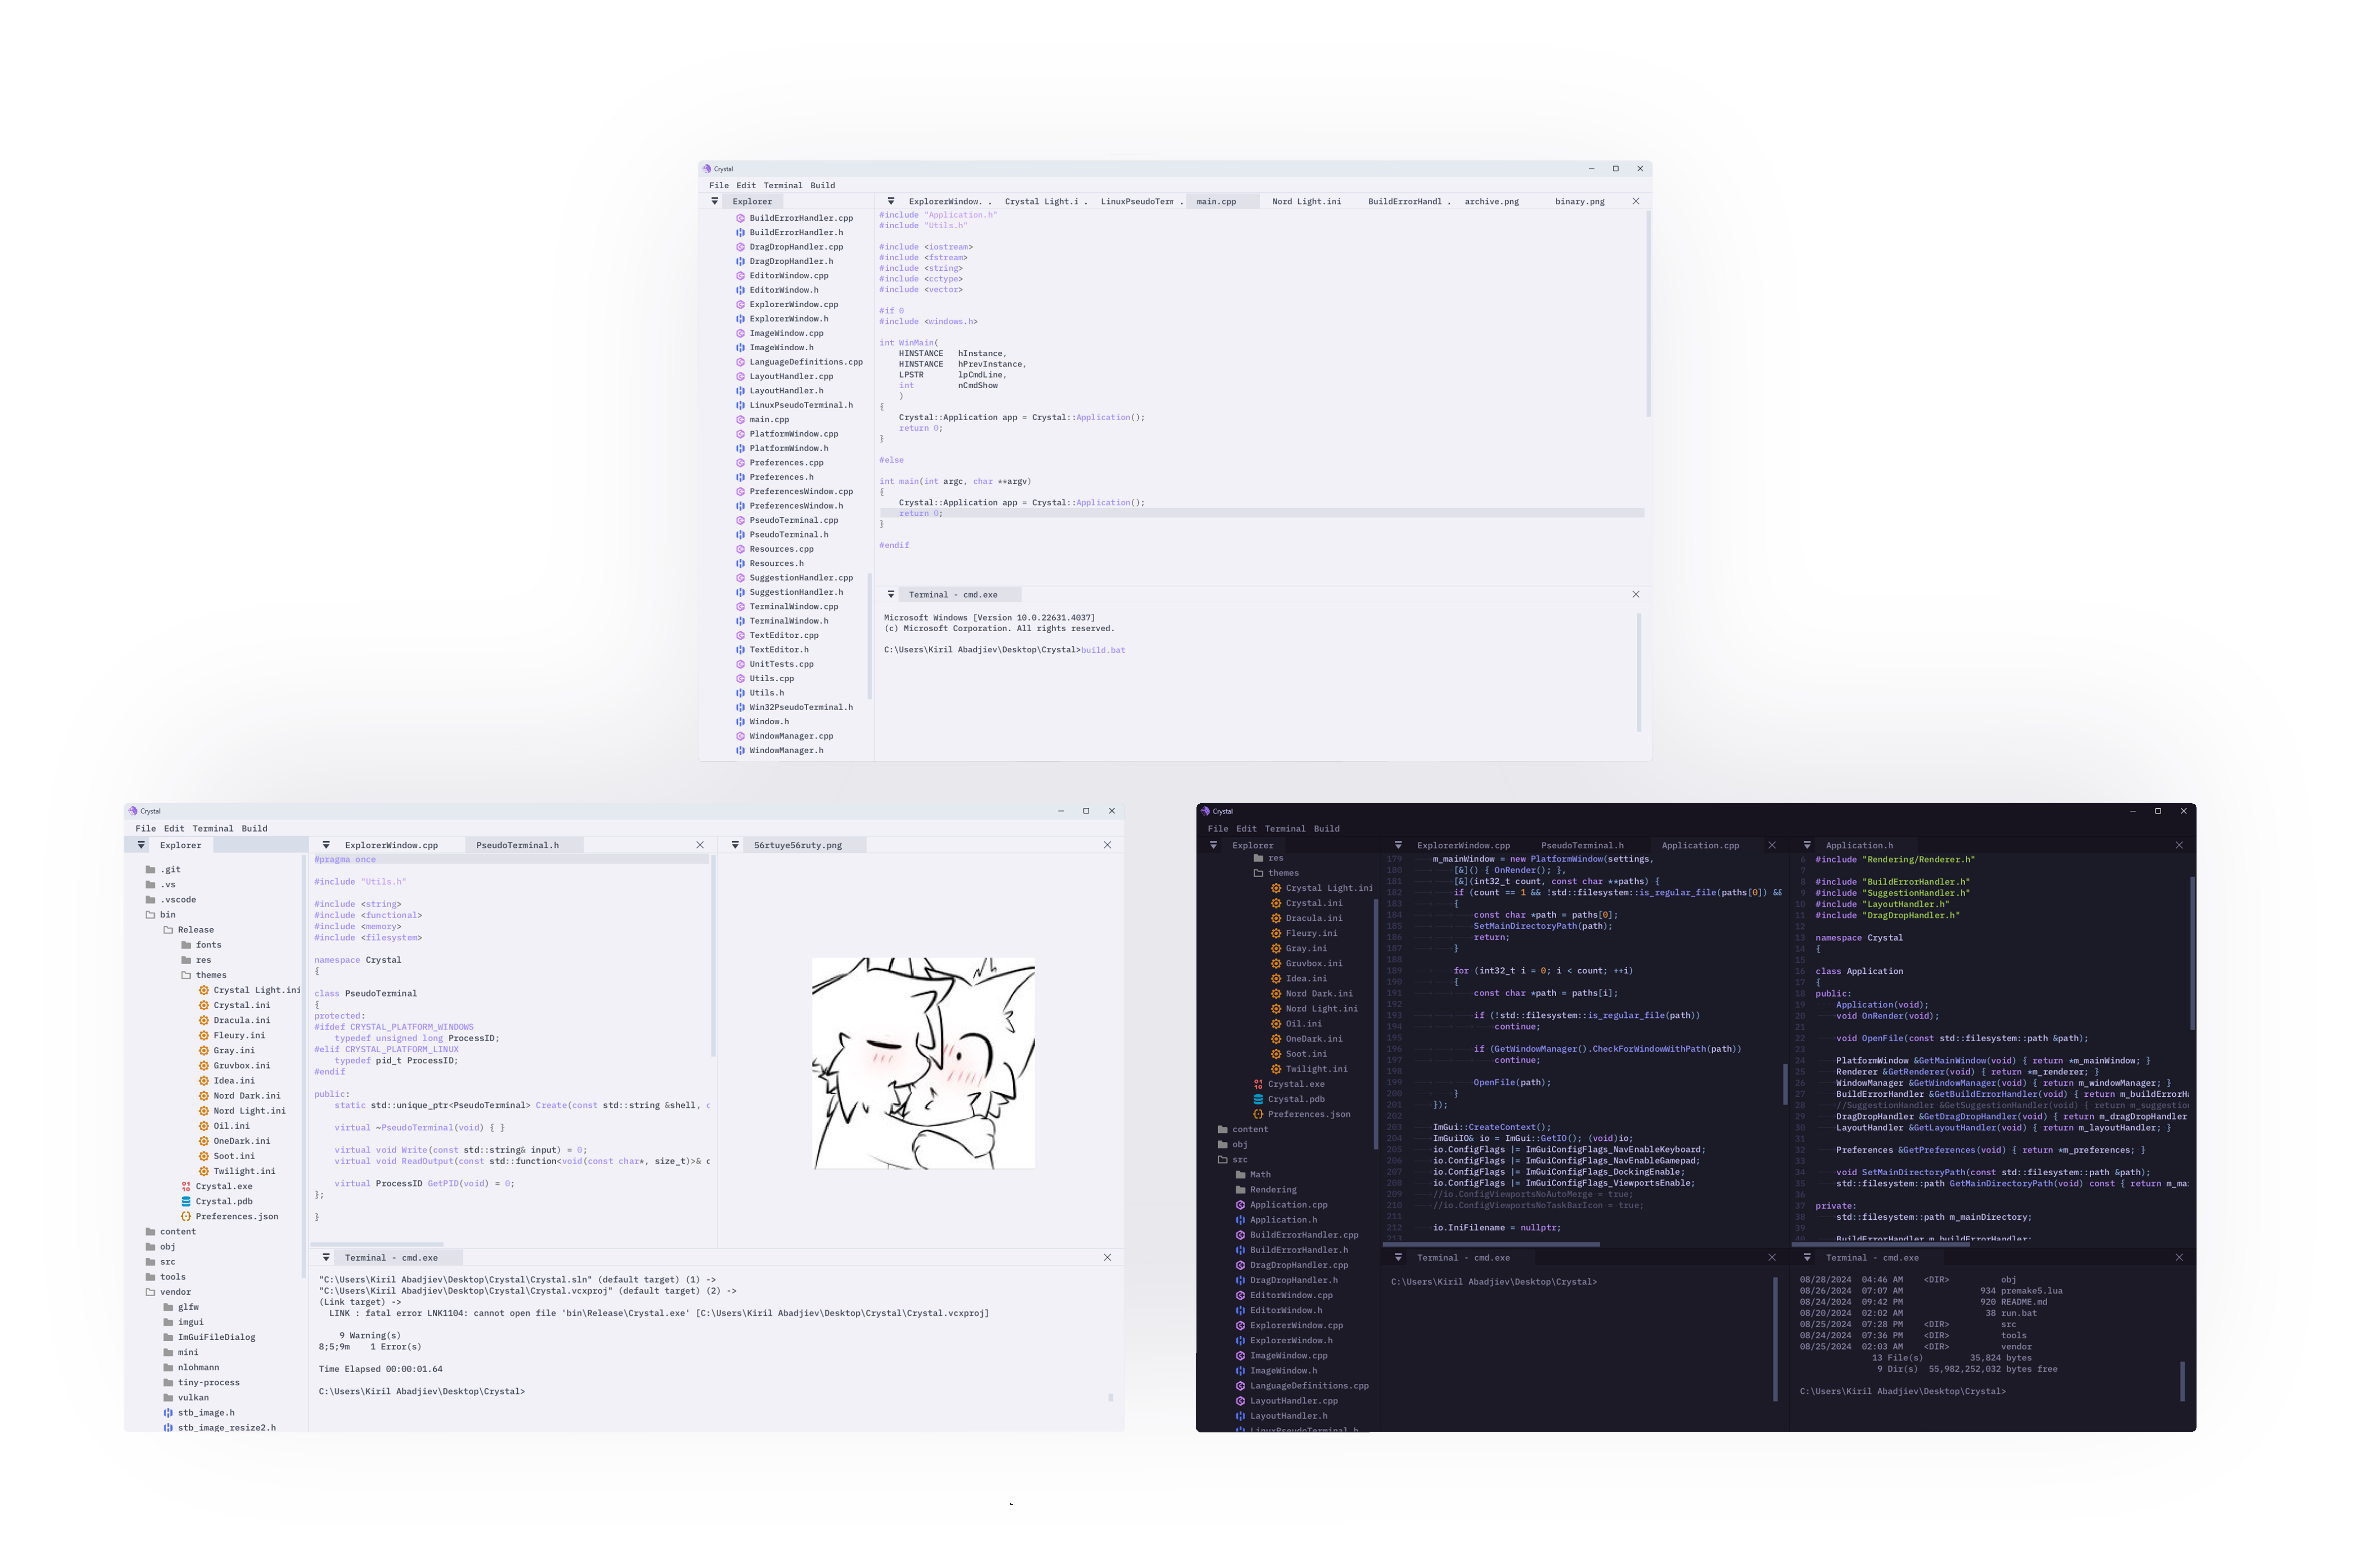 Crystal
File Edit Terminal Build
Explorer
BuildErrorHandler.cpp
BuildErrorHandler.h
DragDropHandler.cpp
DragDropHandler.h
EditorWindow.cpp
EditorWindow.h
ExplorerWindow.cpp
ExplorerWindow.h
ImageWindow.cpp
ImageWindow.h
LanguageDefinitions.cpp
LayoutHandler.cpp
LayoutHandler.h
LinuxPseudoTerminal.h
main.cpp
PlatformWindow.cpp
PlatformWindow.h
Preferences.cpp
Preferences.h
PreferencesWindow.cpp
PreferencesWindow.h
PseudoTerminal.cpp
PseudoTerminal.h
Resources.cpp
Resources.h
SuggestionHandler.cpp
SuggestionHandler.h
TerminalWindow.cpp
TerminalWindow.h
TextEditor.cpp
TextEditor.h
UnitTests.cpp
Utils.cpp
Utils.h
Win32PseudoTerminal.h
Window.h
WindowManager.cpp
WindowManager.h
ExplorerWindow. . Crystal Light.i . LinuxPseudoTerm . main.cpp Nord Light.ini BuildErrorHandl . archive.png binary.png
#include "Application.h"
#include "Utils.h"
#include <iostream>
#include <fstream>
#include <string>
#include <cctype>
#include <vector>
#if 0
#include <windows.h>
int WinMain(
HINSTANCE hInstance,
HINSTANCE hPrevInstance,
LPSTR lpCmdLine,
int nCmdShow
)
{
Crystal::Application app = Crystal::Application();
return 0;
}
#else
int main(int argc, char **argv)
{
Crystal::Application app = Crystal::Application();
return 0;
}
#endif
Terminal - cmd.exe
Microsoft Windows [Version 10.0.22631.4037]
(c) Microsoft Corporation. All rights reserved.
C:\Users\Kiril Abadjiev\Desktop\Crystal>build.bat
Crystal
File Edit Terminal Build
Explorer
.git
.vs
.vscode
bin
Release
fonts
res
themes
Crystal Light.ini
Crystal.ini
Dracula.ini
Fleury.ini
Gray.ini
Gruvbox.ini
Idea.ini
Nord Dark.ini
Nord Light.ini
Oil.ini
OneDark.ini
Soot.ini
Twilight.ini
Crystal.exe
Crystal.pdb
Preferences.json
content
obj
src
tools
vendor
glfw
imgui
ImGuiFileDialog
mini
nlohmann
tiny-process
vulkan
stb_image.h
stb_image_resize2.h
ExplorerWindow.cpp PseudoTerminal.h
#pragma once
#include "Utils.h"
#include <string>
#include <functional>
#include <memory>
#include <filesystem>
namespace Crystal
{
class PseudoTerminal
{
protected:
#ifdef CRYSTAL_PLATFORM_WINDOWS
typedef unsigned long ProcessID;
#elif CRYSTAL_PLATFORM_LINUX
typedef pid_t ProcessID;
#endif
public:
static std::unique_ptr<PseudoTerminal> Create(const std::string &shell, c
virtual ~PseudoTerminal(void) { }
virtual void Write(const std::string& input) = 0;
virtual void ReadOutput(const std::function<void(const char*, size_t)>& c
virtual ProcessID GetPID(void) = 0;
};
}
56rtuye56ruty.png
Terminal - cmd.exe
"C:\Users\Kiril Abadjiev\Desktop\Crystal\Crystal.sln" (default target) (1) ->
"C:\Users\Kiril Abadjiev\Desktop\Crystal\Crystal.vcxproj" (default target) (2) ->
(Link target) ->
LINK : fatal error LNK1104: cannot open file 'bin\Release\Crystal.exe' [C:\Users\Kiril Abadjiev\Desktop\Crystal\Crystal.vcxproj]
9 Warning(s)
8;5;9m 1 Error(s)
Time Elapsed 00:00:01.64
C:\Users\Kiril Abadjiev\Desktop\Crystal>
Crystal
File Edit Terminal Build
Explorer
res
themes
Crystal Light.ini
Crystal.ini
Dracula.ini
Fleury.ini
Gray.ini
Gruvbox.ini
Idea.ini
Nord Dark.ini
Nord Light.ini
Oil.ini
OneDark.ini
Soot.ini
Twilight.ini
Crystal.exe
Crystal.pdb
Preferences.json
content
obj
src
Math
Rendering
Application.cpp
Application.h
BuildErrorHandler.cpp
BuildErrorHandler.h
DragDropHandler.cpp
DragDropHandler.h
EditorWindow.cpp
EditorWindow.h
ExplorerWindow.cpp
ExplorerWindow.h
ImageWindow.cpp
ImageWindow.h
LanguageDefinitions.cpp
LayoutHandler.cpp
LayoutHandler.h
LinuxPseudoTerminal.h
ExplorerWindow.cpp PseudoTerminal.h Application.cpp
179 m_mainWindow = new PlatformWindow(settings,
180 [&]() { OnRender(); },
181 [&](int32_t count, const char **paths) {
182 if (count == 1 && !std::filesystem::is_regular_file(paths[0]) &&
183 {
184 const char *path = paths[0];
185 SetMainDirectoryPath(path);
186 return;
187 }
188
189 for (int32_t i = 0; i < count; ++i)
190 {
191 const char *path = paths[i];
192
193 if (!std::filesystem::is_regular_file(path))
194 continue;
195
196 if (GetWindowManager().CheckForWindowWithPath(path))
197 continue;
198
199 OpenFile(path);
200 }
201 });
202
203 ImGui::CreateContext();
204 ImGuiIO& io = ImGui::GetIO(); (void)io;
205 io.ConfigFlags |= ImGuiConfigFlags_NavEnableKeyboard;
206 io.ConfigFlags |= ImGuiConfigFlags_NavEnableGamepad;
207 io.ConfigFlags |= ImGuiConfigFlags_DockingEnable;
208 io.ConfigFlags |= ImGuiConfigFlags_ViewportsEnable;
209 //io.ConfigViewportsNoAutoMerge = true;
210 //io.ConfigViewportsNoTaskBarIcon = true;
211
212 io.IniFilename = nullptr;
213
Application.h
6 #include "Rendering/Renderer.h"
7
8 #include "BuildErrorHandler.h"
9 #include "SuggestionHandler.h"
10 #include "LayoutHandler.h"
11 #include "DragDropHandler.h"
12
13 namespace Crystal
14 {
15
16 class Application
17 {
18 public:
19 Application(void);
20 void OnRender(void);
21
22 void OpenFile(const std::filesystem::path &path);
23
24 PlatformWindow &GetMainWindow(void) { return *m_mainWindow; }
25 Renderer &GetRenderer(void) { return *m_renderer; }
26 WindowManager &GetWindowManager(void) { return m_windowManager; }
27 BuildErrorHandler &GetBuildErrorHandler(void) { return m_buildErrorHa
28 //SuggestionHandler &GetSuggestionHandler(void) { return m_suggestion
29 DragDropHandler &GetDragDropHandler(void) { return m_dragDropHandler
30 LayoutHandler &GetLayoutHandler(void) { return m_layoutHandler; }
31
32 Preferences &GetPreferences(void) { return *m_preferences; }
33
34 void SetMainDirectoryPath(const std::filesystem::path &path);
35 std::filesystem::path GetMainDirectoryPath(void) const { return m_mai
36
37 private:
38 std::filesystem::path m_mainDirectory;
39
40 BuildErrorHandler m_buildErrorHandler;
Terminal - cmd.exe
C:\Users\Kiril Abadjiev\Desktop\Crystal>
Terminal - cmd.exe
08/28/2024 04:46 AM <DIR> obj
08/26/2024 07:07 AM 934 premake5.lua
08/24/2024 09:42 PM 920 README.md
08/20/2024 02:02 AM 38 run.bat
08/25/2024 07:28 PM <DIR> src
08/24/2024 07:36 PM <DIR> tools
08/25/2024 02:03 AM <DIR> vendor
13 File(s) 35,824 bytes
9 Dir(s) 55,982,252,032 bytes free
C:\Users\Kiril Abadjiev\Desktop\Crystal>